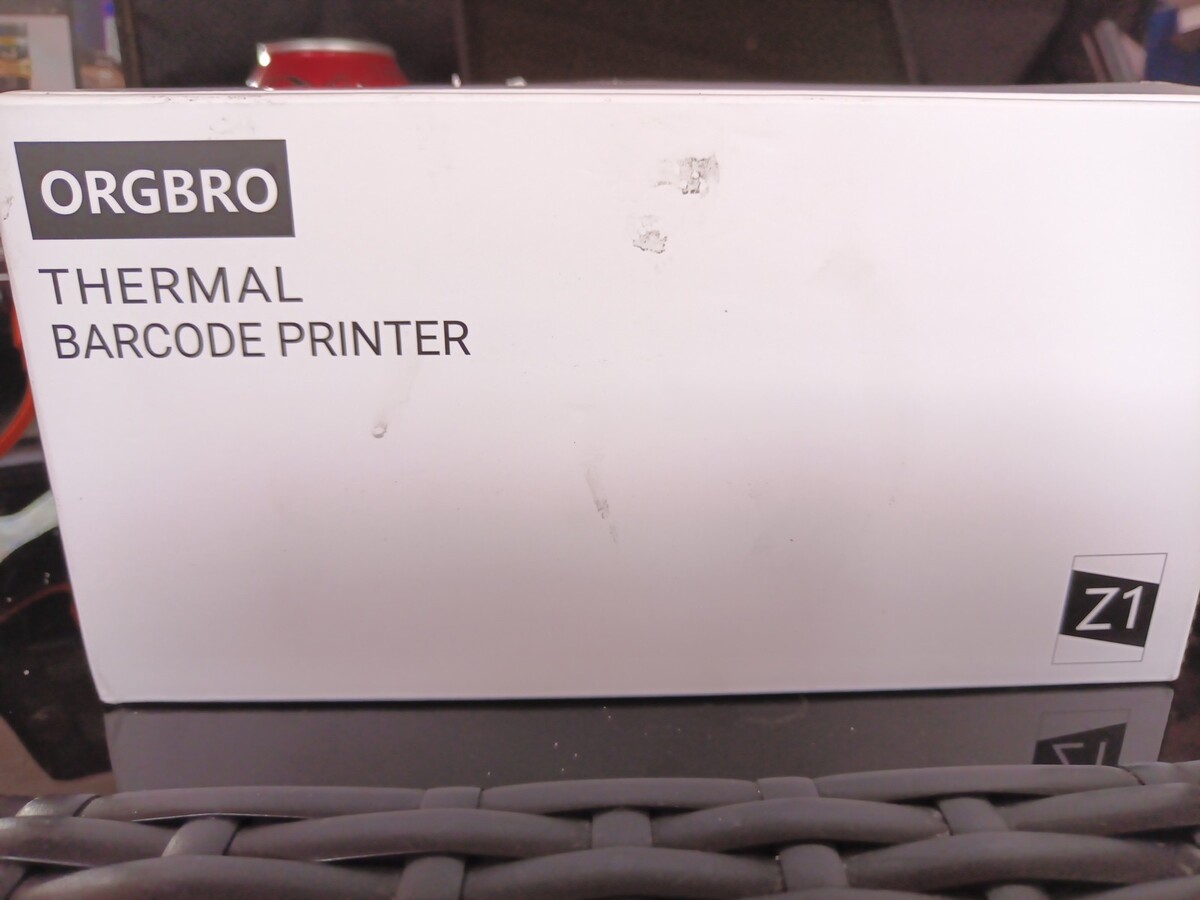 ORGBRO
THERMAL
BARCODE PRINTER
Z1